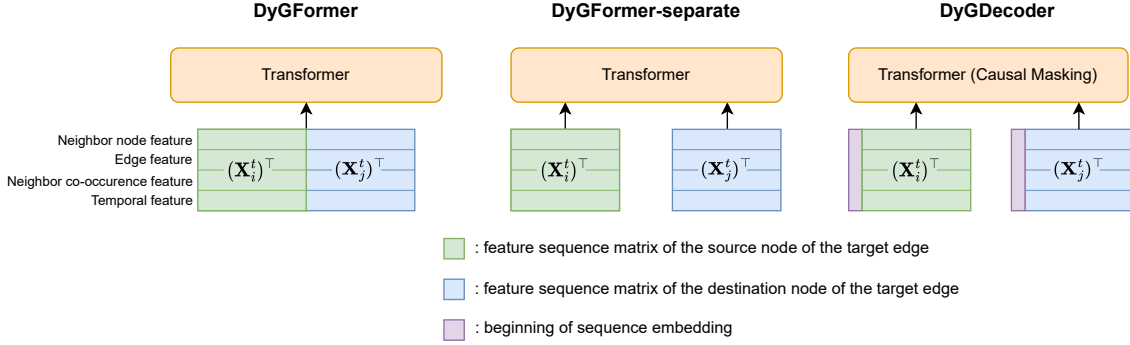 DyGFormer
DyGFormer-separate
DyGDecoder
Transformer
Transformer
Transformer (Causal Masking)
Neighbor node feature
Edge feature
Neighbor co-occurence feature
Temporal feature
(X_i^t)^⊤
(X_j^t)^⊤
(X_i^t)^⊤
(X_j^t)^⊤
(X_i^t)^⊤
(X_j^t)^⊤
: feature sequence matrix of the source node of the target edge
: feature sequence matrix of the destination node of the target edge
: beginning of sequence embedding